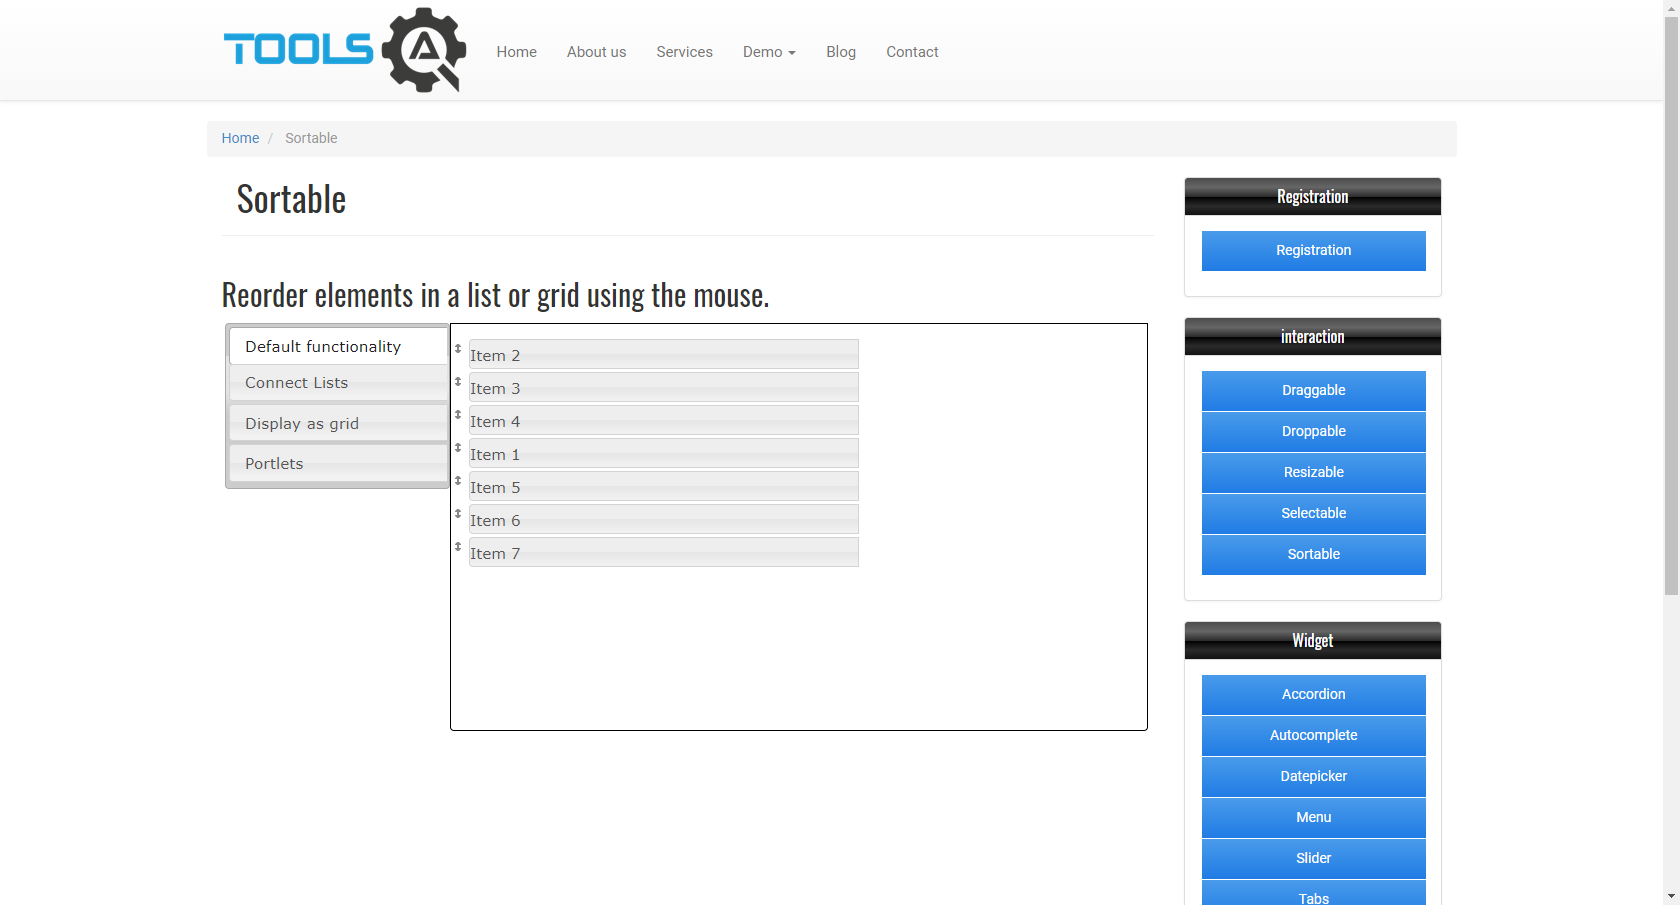 TOOLS
Home About us Services Demo Blog Contact
Home / Sortable
Sortable
Reorder elements in a list or grid using the mouse.
Default functionality
Connect Lists
Display as grid
Portlets
Item 2
Item 3
Item 4
Item 1
Item 5
Item 6
Item 7
Registration
Registration
interaction
Draggable
Droppable
Resizable
Selectable
Sortable
Widget
Accordion
Autocomplete
Datepicker
Menu
Slider
Tabs